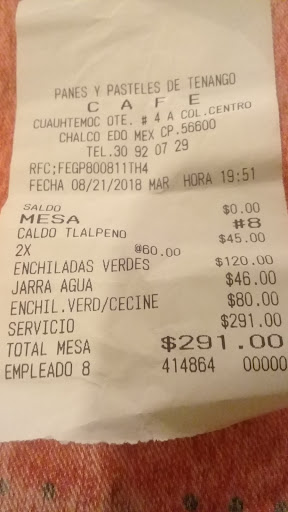 PANES Y PASTELES DE TENANGO
C A F E
CUAUHTEMOC OTE. # 4 A COL.CENTRO
CHALCO EDO MEX CP.56600
TEL.30 92 07 29
RFC;FEGP800811TH4
FECHA 08/21/2018 MAR HORA 19:51
SALDO $0.00
MESA #8
CALDO TLALPEÑO $45.00
2X @60.00
ENCHILADAS VERDES $120.00
JARRA AGUA $46.00
ENCHIL.VERD/CECINE $80.00
SERVICIO $291.00
TOTAL MESA $291.00
EMPLEADO 8 414864 00000